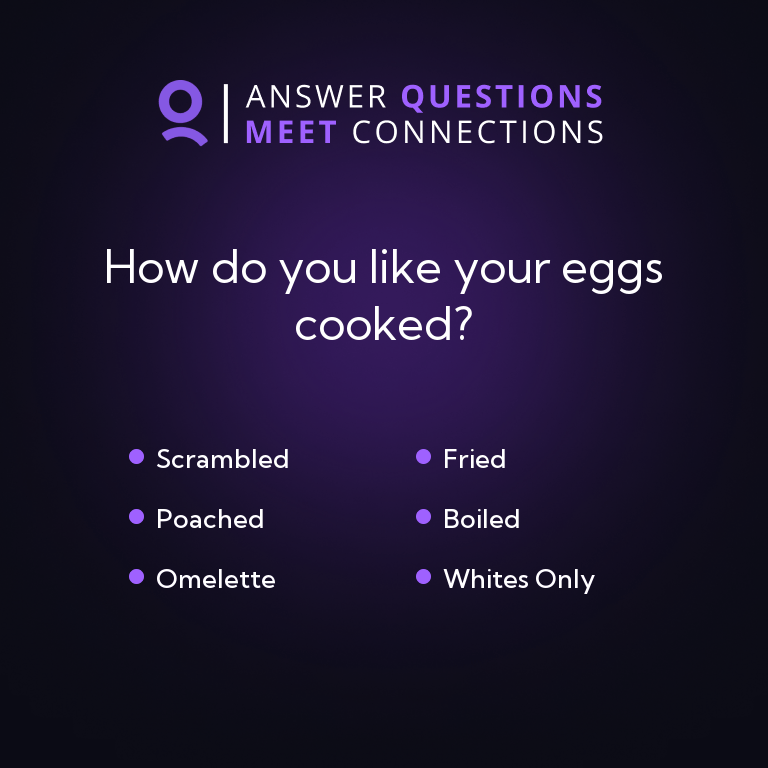 ANSWER QUESTIONS
MEET CONNECTIONS
How do you like your eggs
cooked?
Scrambled
Fried
Poached
Boiled
Omelette
Whites Only